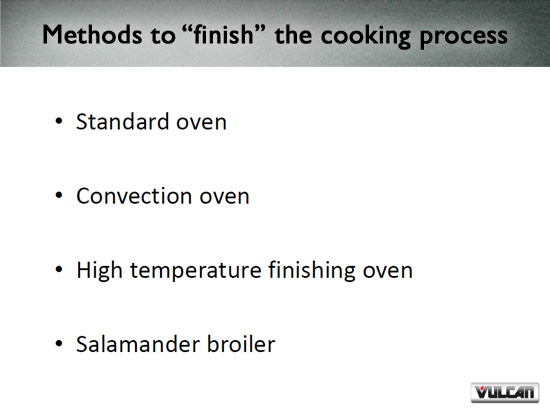 Methods to “finish” the cooking process
• Standard oven
• Convection oven
• High temperature finishing oven
• Salamander broiler
VULCAN